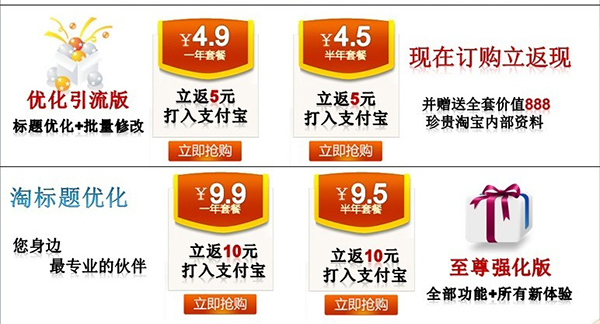 优化引流版
标题优化+批量修改
￥4.9
一年套餐
立返5元
打入支付宝
立即抢购
￥4.5
半年套餐
立返5元
打入支付宝
立即抢购
现在订购立返现
并赠送全套价值888
珍贵淘宝内部资料
淘标题优化
您身边
最专业的伙伴
￥9.9
一年套餐
立返10元
打入支付宝
立即抢购
￥9.5
半年套餐
立返10元
打入支付宝
立即抢购
至尊强化版
全部功能+所有新体验